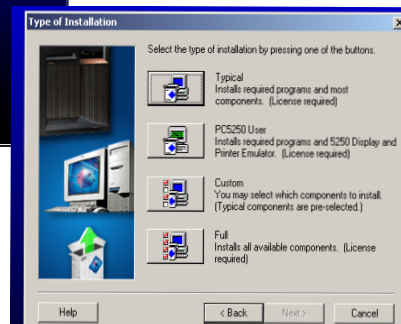 Type of Installation
Select the type of installation by pressing one of the buttons.
Typical
Installs required programs and most
components. (License required)
PC5250 User
Installs required programs and 5250 Display and
Printer Emulator. (License required)
Custom
You may select which components to install.
(Typical components are pre-selected.)
Full
Installs all available components. (License
required)
Help
< Back
Next >
Cancel